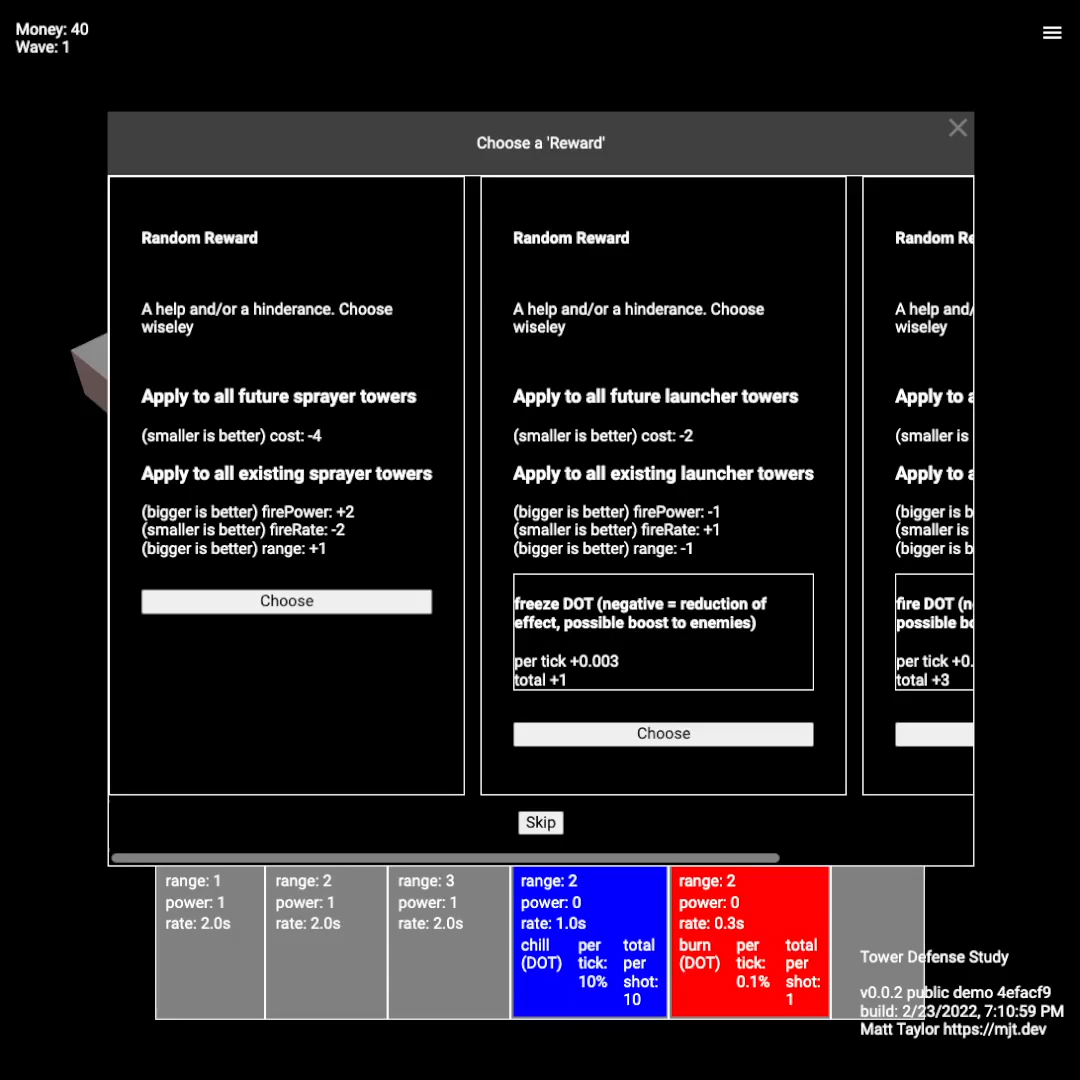 Money: 40
Wave: 1
Choose a 'Reward'
Random Reward
A help and/or a hinderance. Choose
wiseley
Apply to all future sprayer towers
(smaller is better) cost: -4
Apply to all existing sprayer towers
(bigger is better) firePower: +2
(smaller is better) fireRate: -2
(bigger is better) range: +1
Choose
Random Reward
A help and/or a hinderance. Choose
wiseley
Apply to all future launcher towers
(smaller is better) cost: -2
Apply to all existing launcher towers
(bigger is better) firePower: -1
(smaller is better) fireRate: +1
(bigger is better) range: -1
freeze DOT (negative = reduction of
effect, possible boost to enemies)
per tick +0.003
total +1
Choose
Random Re
A help and/
wiseley
Apply to a
(smaller is
Apply to a
(bigger is b
(smaller is
(bigger is b
fire DOT (n
possible bo
per tick +0.
total +3
Skip
range: 1
power: 1
rate: 2.0s
range: 2
power: 1
rate: 2.0s
range: 3
power: 1
rate: 2.0s
range: 2
power: 0
rate: 1.0s
chill
(DOT)
per
tick:
10%
total
per
shot:
10
range: 2
power: 0
rate: 0.3s
burn
(DOT)
per
tick:
0.1%
total
per
shot:
1
Tower Defense Study
v0.0.2 public demo 4efacf9
build: 2/23/2022, 7:10:59 PM
Matt Taylor https://mjt.dev